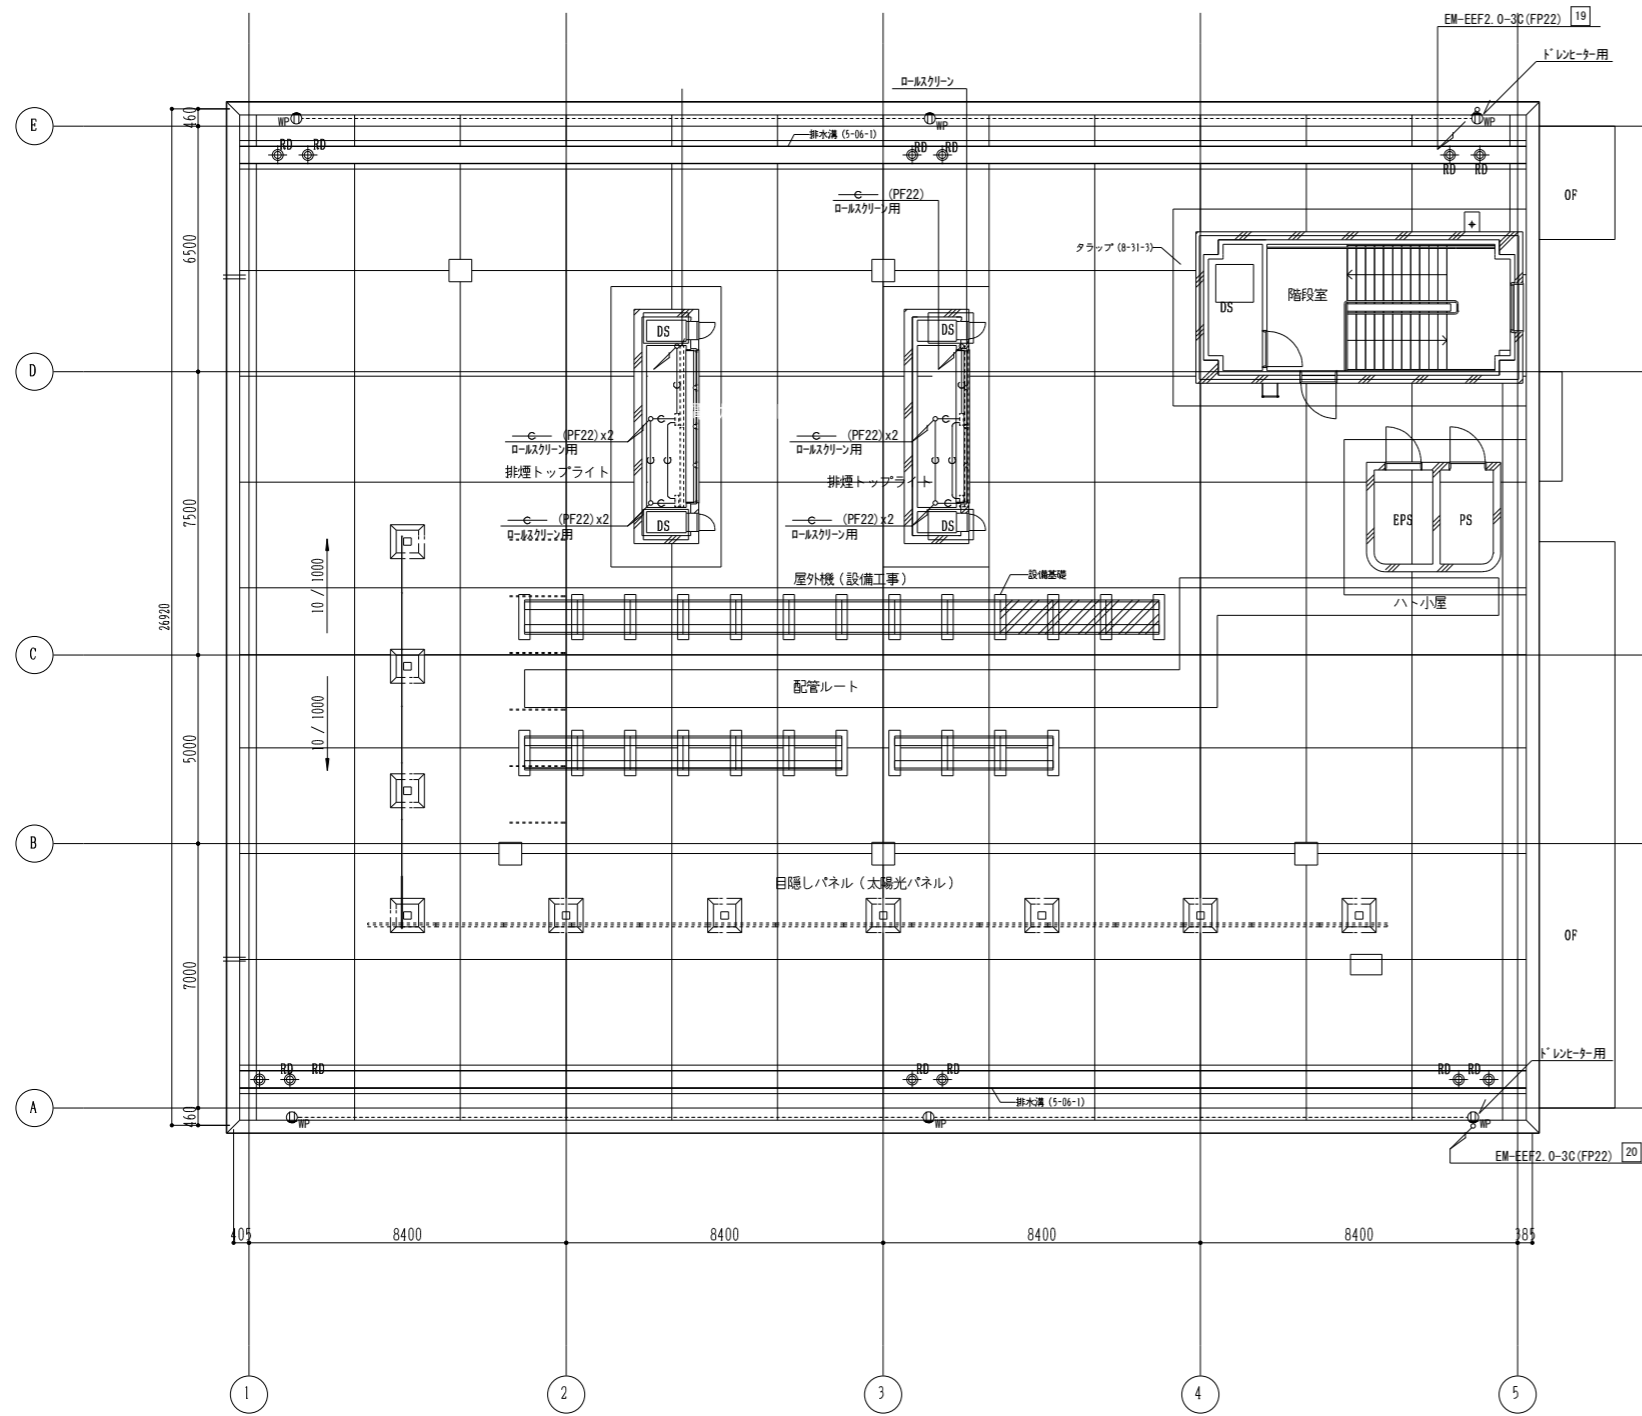 EM-EEF2.0-3C(FP22) 19
ドレンヒーター用
ロールスクリーン
E
460
WP
WP
WP
排水溝 (5-06-1)
RD RD
RD RD
RD RD
OF
C (PF22)
ロールスクリーン用
タラップ (8-31-3)
6500
DS
DS
DS
階段室
D
C
C
C (PF22)x2
ロールスクリーン用
C (PF22)x2
ロールスクリーン用
C
C
C C
C C
排煙トップライト
排煙トップライト
7500
C (PF22)x2
ロールスクリーン用
C (PF22)x2
ロールスクリーン用
C
C
DS
DS
EPS
PS
10 / 1000
屋外機(設備工事)
設備基礎
ハト小屋
26920
C
配管ルート
10 / 1000
5000
B
目隠しパネル(太陽光パネル)
OF
7000
RD RD
RD RD
RD RD
ドレンヒーター用
排水溝 (5-06-1)
A
460
WP
WP
WP
EM-EEF2.0-3C(FP22) 20
405
8400
8400
8400
8400
385
1
2
3
4
5